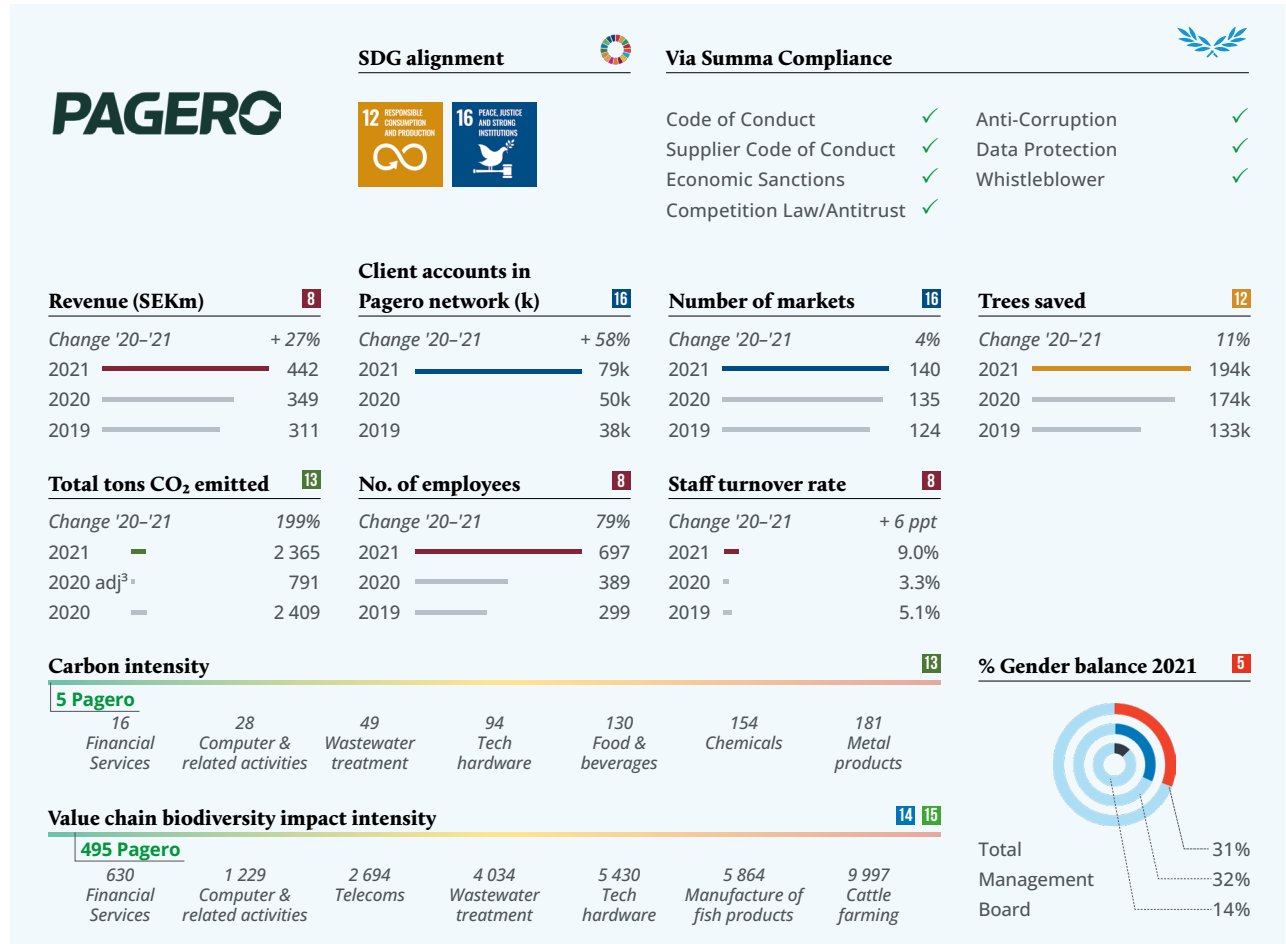 PAGERO
SDG alignment
12 RESPONSIBLE
CONSUMPTION
AND PRODUCTION
16 PEACE, JUSTICE
AND STRONG
INSTITUTIONS
Via Summa Compliance
Code of Conduct ✓
Supplier Code of Conduct ✓
Economic Sanctions ✓
Competition Law/Antitrust ✓
Anti-Corruption ✓
Data Protection ✓
Whistleblower ✓
Revenue (SEKm) 8
Change '20–'21 + 27%
2021 442
2020 349
2019 311
Client accounts in
Pagero network (k) 16
Change '20–'21 + 58%
2021 79k
2020 50k
2019 38k
Number of markets 16
Change '20–'21 4%
2021 140
2020 135
2019 124
Trees saved 12
Change '20–'21 11%
2021 194k
2020 174k
2019 133k
Total tons CO₂ emitted 13
Change '20–'21 199%
2021 2 365
2020 adj³ 791
2020 2 409
No. of employees 8
Change '20–'21 79%
2021 697
2020 389
2019 299
Staff turnover rate 8
Change '20–'21 + 6 ppt
2021 9.0%
2020 3.3%
2019 5.1%
Carbon intensity 13
5 Pagero
16
Financial
Services
28
Computer &
related activities
49
Wastewater
treatment
94
Tech
hardware
130
Food &
beverages
154
Chemicals
181
Metal
products
Value chain biodiversity impact intensity 14 15
495 Pagero
630
Financial
Services
1 229
Computer &
related activities
2 694
Telecoms
4 034
Wastewater
treatment
5 430
Tech
hardware
5 864
Manufacture of
fish products
9 997
Cattle
farming
% Gender balance 2021 5
Total 31%
Management 32%
Board 14%